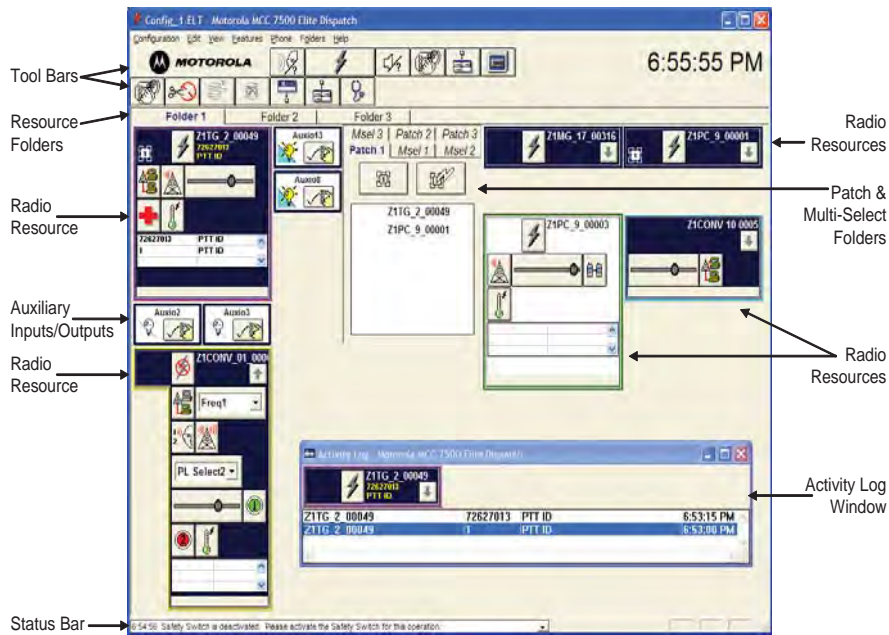 Config_1.ELT - Motorola MCC 7500 Elite Dispatch
Configuration Edit View Features Phone Folders Help
MOTOROLA
6:55:55 PM
Tool Bars
Folder 1
Folder 2
Folder 3
Resource
Folders
Z1TG_2_00049
72627013
PTT ID
72627013 PTT ID
1 PTT ID
Auxio13
Auxio8
Msel 3 Patch 2 Patch 3
Patch 1 Msel 1 Msel 2
Z1TG_2_00049
Z1PC_9_00001
Z1MG_17_00316
Z1PC_9_00001
Radio
Resources
Patch &
Multi-Select
Folders
Radio
Resource
Z1PC_9_00003
Z1CONV 10 0005
Auxiliary
Inputs/Outputs
Auxio2
Auxio3
Radio
Resource
Z1CONV_01_000
Freq1
PL Select2
1
2
Radio
Resources
Activity Log - Motorola MCC 7500 Elite Dispatch
Z1TG_2_00049
72627013
PTT ID
Z1TG_2_00049 72627013 PTT ID 6:53:15 PM
Z1TG_2_00049 1 PTT ID 6:53:00 PM
Activity Log
Window
Status Bar
6:54:56 Safety Switch is deactivated. Please activate the Safety Switch for this operation.